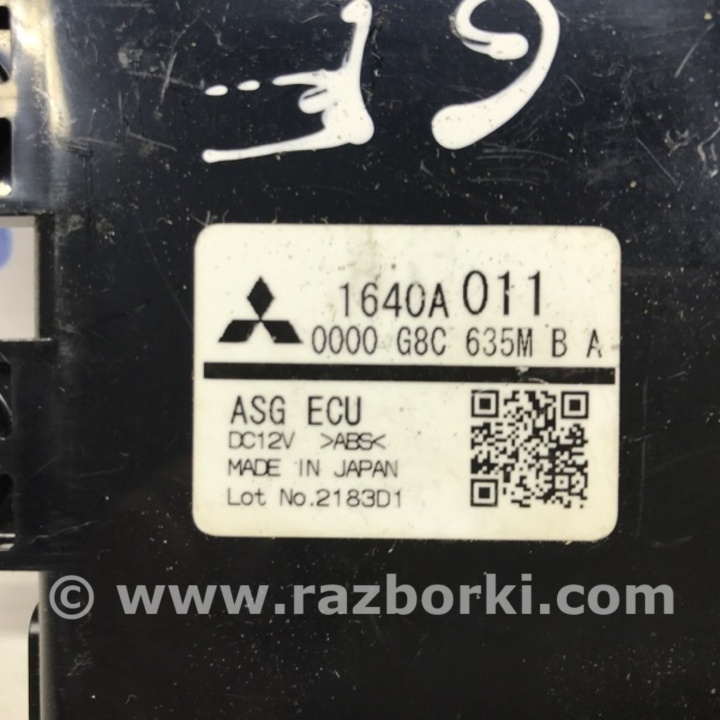 1640A 011
0000 G8C 635M B A
ASG ECU
DC12V >ABS<
MADE IN JAPAN
Lot No.2183D1
© www.razborki.com